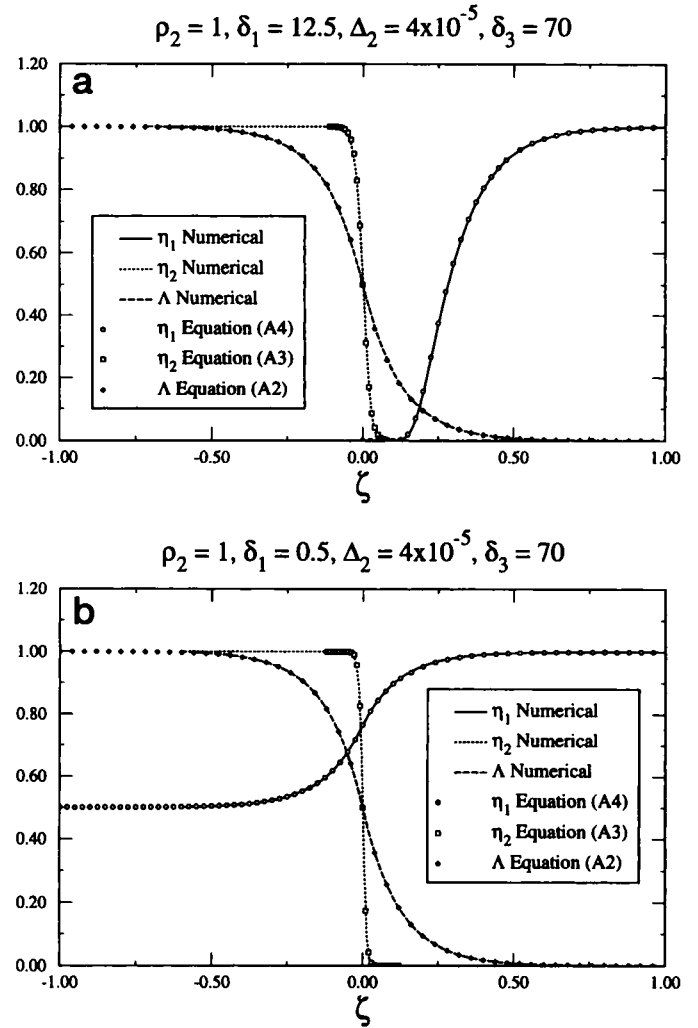 ρ₂ = 1, δ₁ = 12.5, Δ₂ = 4x10⁻⁵, δ₃ = 70
a
1.20
1.00
0.80
0.60
0.40
0.20
0.00
η₁ Numerical
η₂ Numerical
Λ Numerical
η₁ Equation (A4)
η₂ Equation (A3)
Λ Equation (A2)
-1.00 -0.50 0.00 0.50 1.00
ζ
ρ₂ = 1, δ₁ = 0.5, Δ₂ = 4x10⁻⁵, δ₃ = 70
b
1.20
1.00
0.80
0.60
0.40
0.20
0.00
η₁ Numerical
η₂ Numerical
Λ Numerical
η₁ Equation (A4)
η₂ Equation (A3)
Λ Equation (A2)
-1.00 -0.50 0.00 0.50 1.00
ζ